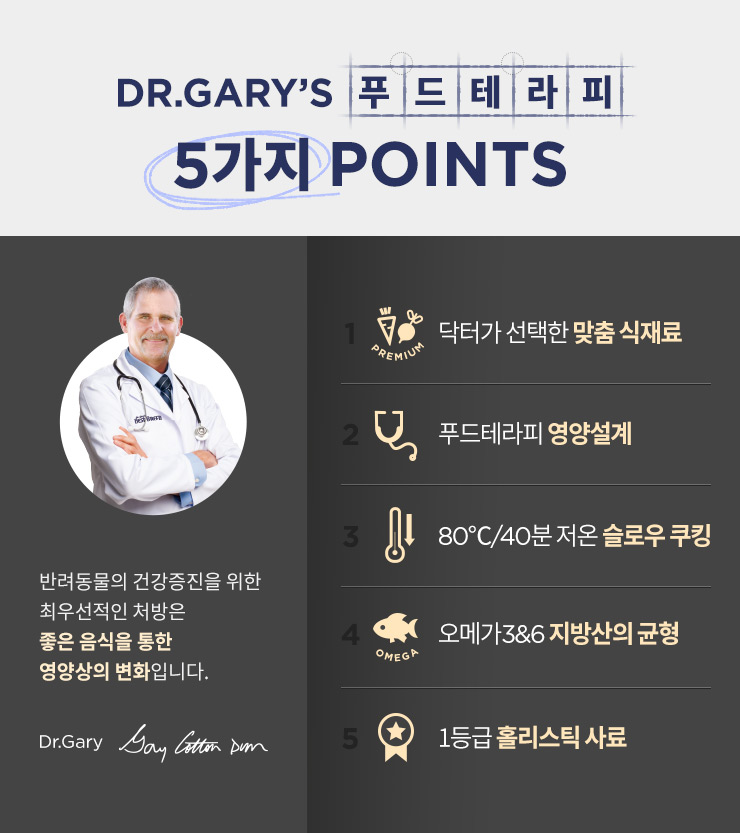 DR.GARY'S 푸드테라피
5가지 POINTS
반려동물의 건강증진을 위한
최우선적인 처방은
좋은 음식을 통한
영양상의 변화입니다.
Dr.Gary
1 PREMIUM 닥터가 선택한 맞춤 식재료
2 푸드테라피 영양설계
3 80℃/40분 저온 슬로우 쿠킹
4 OMEGA 오메가3&6 지방산의 균형
5 1등급 홀리스틱 사료